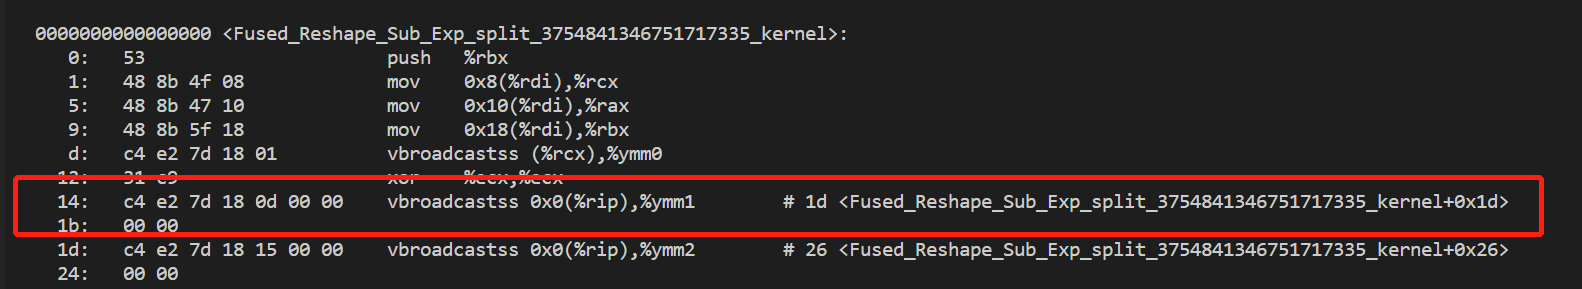 0000000000000000 <Fused_Reshape_Sub_Exp_split_3754841346751717335_kernel>:
0: 53 push %rbx
1: 48 8b 4f 08 mov 0x8(%rdi),%rcx
5: 48 8b 47 10 mov 0x10(%rdi),%rax
9: 48 8b 5f 18 mov 0x18(%rdi),%rbx
d: c4 e2 7d 18 01 vbroadcastss (%rcx),%ymm0
12: 31 c9 xor %ecx,%ecx
14: c4 e2 7d 18 0d 00 00 vbroadcastss 0x0(%rip),%ymm1 # 1d <Fused_Reshape_Sub_Exp_split_3754841346751717335_kernel+0x1d>
1b: 00 00
1d: c4 e2 7d 18 15 00 00 vbroadcastss 0x0(%rip),%ymm2 # 26 <Fused_Reshape_Sub_Exp_split_3754841346751717335_kernel+0x26>
24: 00 00